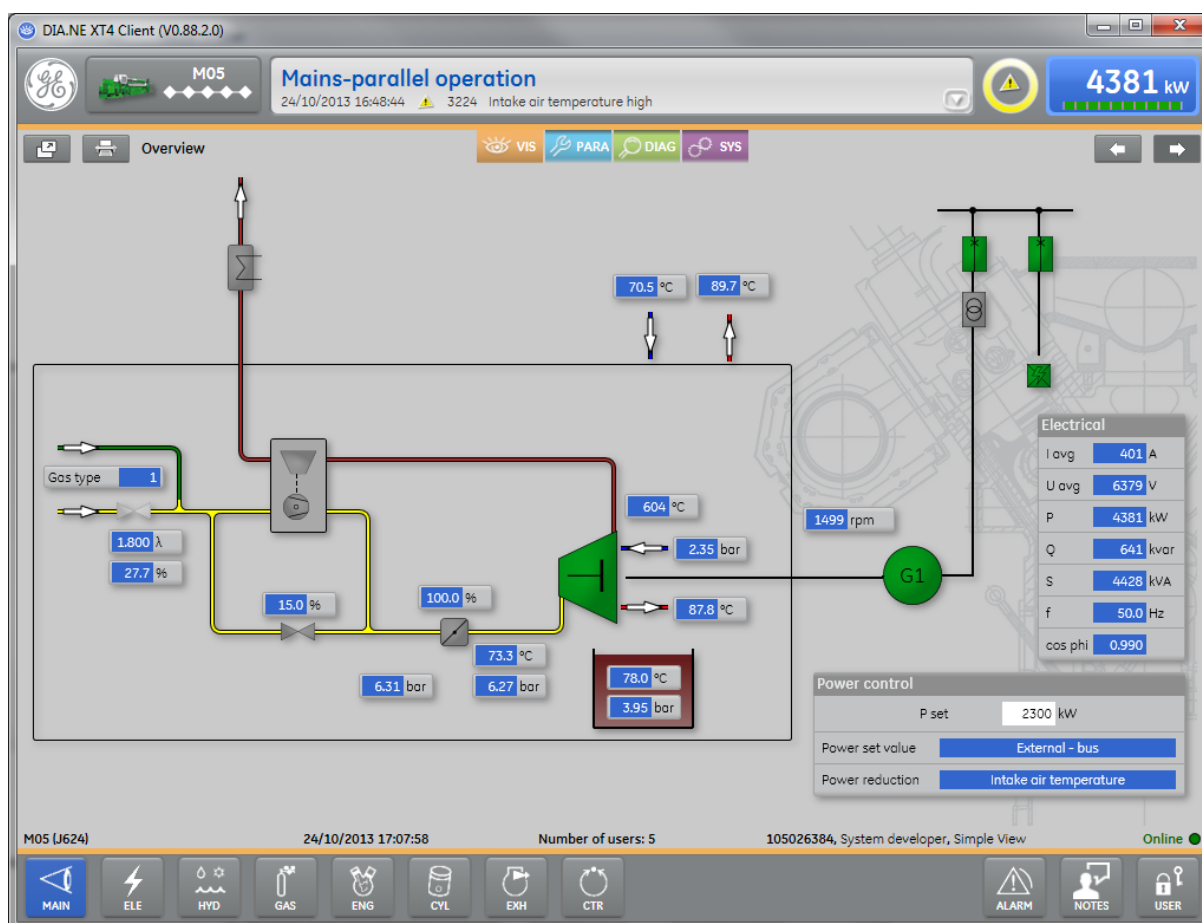 DIA.NE XT4 Client (V0.88.2.0)
M05
Mains-parallel operation
24/10/2013 16:48:44 3224 Intake air temperature high
4381 kW
Overview
VIS PARA DIAG SYS
70.5 °C 89.7 °C
Gas type 1
1.800 λ
27.7 %
15.0 %
100.0 %
604 °C
2.35 bar
87.8 °C
73.3 °C
6.31 bar 6.27 bar
78.0 °C
3.95 bar
1499 rpm
G1
Electrical
I avg 401 A
U avg 6379 V
P 4381 kW
Q 641 kvar
S 4428 kVA
f 50.0 Hz
cos phi 0.990
Power control
P set 2300 kW
Power set value External - bus
Power reduction Intake air temperature
M05 (J624) 24/10/2013 17:07:58 Number of users: 5 105026384, System developer, Simple View Online
MAIN ELE HYD GAS ENG CYL EXH CTR ALARM NOTES USER